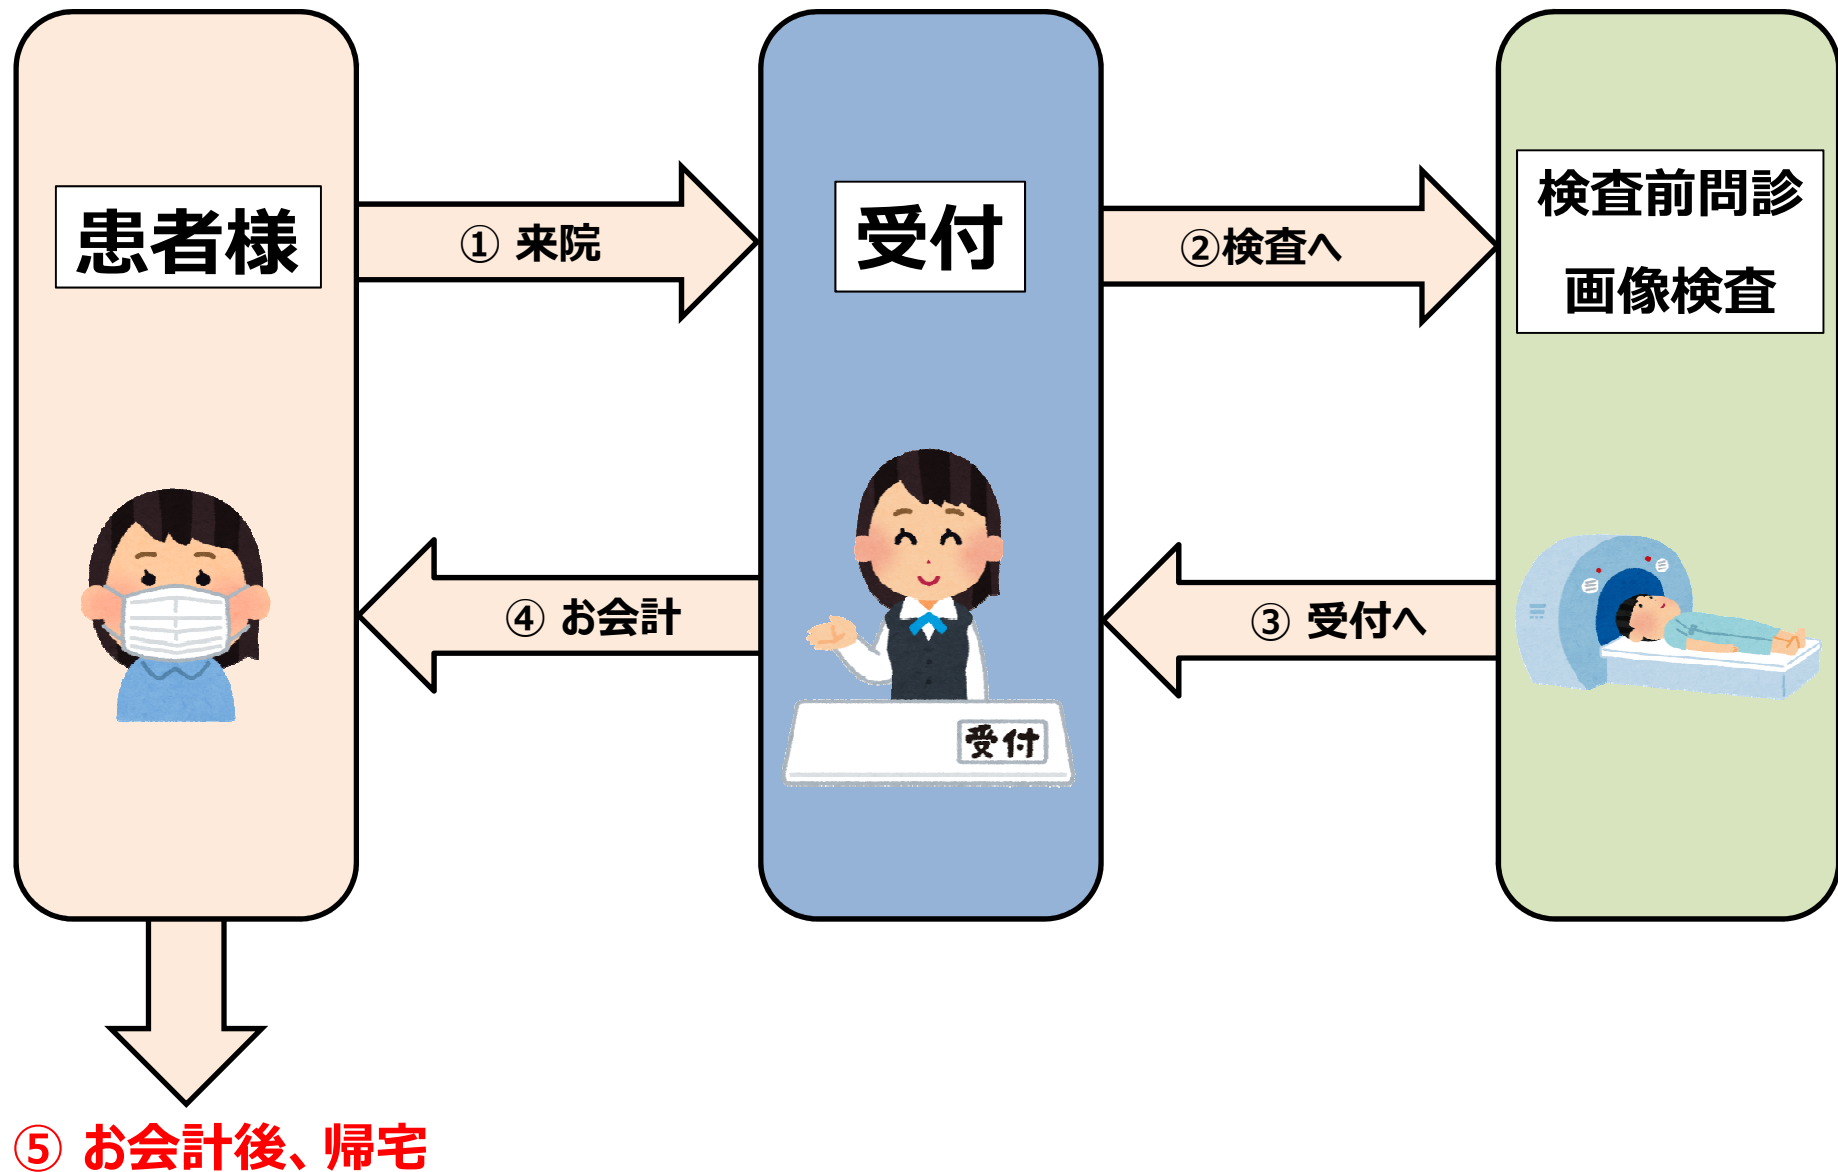 患者様
① 来院
受付
②検査へ
検査前問診
画像検査
④ お会計
③ 受付へ
受付
⑤ お会計後、帰宅